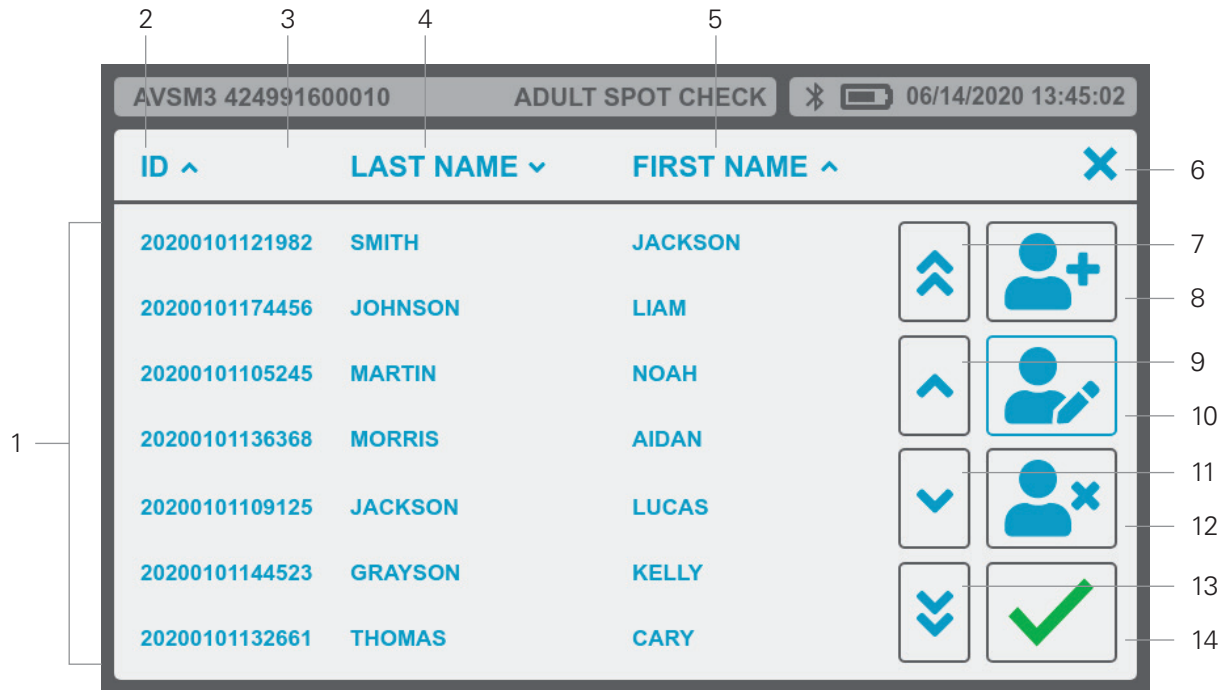 2 3 4 5
AVSM3 424991600010 ADULT SPOT CHECK 06/14/2020 13:45:02
ID LAST NAME FIRST NAME
6
20200101121982 SMITH JACKSON
7
8
20200101174456 JOHNSON LIAM
9
20200101105245 MARTIN NOAH
10
1
20200101136368 MORRIS AIDAN
11
20200101109125 JACKSON LUCAS
12
20200101144523 GRAYSON KELLY
13
20200101132661 THOMAS CARY
14